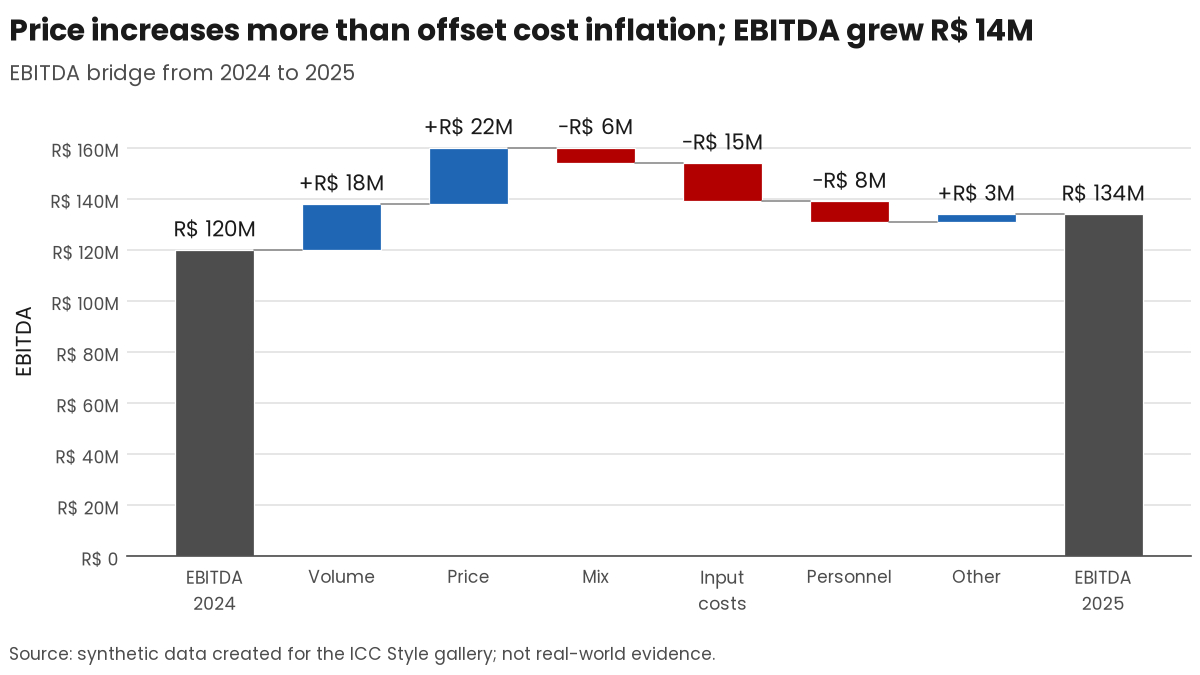 Price increases more than offset cost inflation; EBITDA grew R$ 14M
EBITDA bridge from 2024 to 2025
EBITDA
R$ 160M
R$ 140M
R$ 120M
R$ 100M
R$ 80M
R$ 60M
R$ 40M
R$ 20M
R$ 0
R$ 120M
+R$ 18M
+R$ 22M
−R$ 6M
−R$ 15M
−R$ 8M
+R$ 3M
R$ 134M
EBITDA
2024
Volume
Price
Mix
Input
costs
Personnel
Other
EBITDA
2025
Source: synthetic data created for the ICC Style gallery; not real-world evidence.